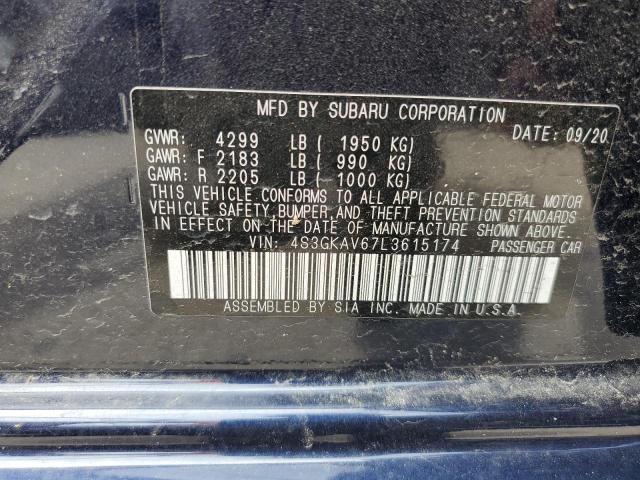 MFD BY SUBARU CORPORATION
DATE: 09/20
GVWR: 4299 LB ( 1950 KG)
GAWR: F 2183 LB ( 990 KG)
GAWR: R 2205 LB ( 1000 KG)
THIS VEHICLE CONFORMS TO ALL APPLICABLE FEDERAL MOTOR
VEHICLE SAFETY,BUMPER,AND THEFT PREVENTION STANDARDS
IN EFFECT ON THE DATE OF MANUFACTURE SHOWN ABOVE.
VIN: 4S3GKAV67L3615174 PASSENGER CAR
ASSEMBLED BY SIA INC. MADE IN U.S.A.